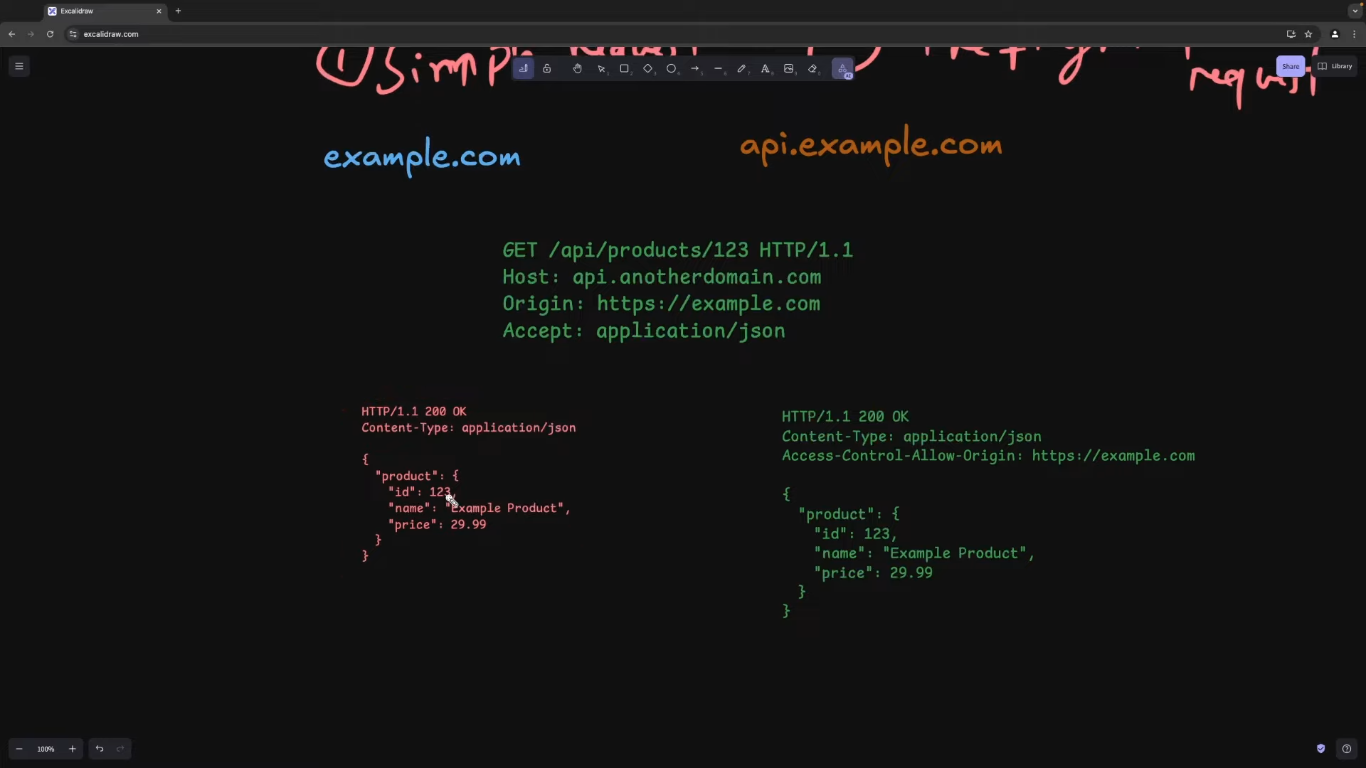 Excalidraw
excalidraw.com
① Simple Request
request
Share
Library
example.com
api.example.com
GET /api/products/123 HTTP/1.1
Host: api.anotherdomain.com
Origin: https://example.com
Accept: application/json
HTTP/1.1 200 OK
Content-Type: application/json
{
"product": {
"id": 123,
"name": "Example Product",
"price": 29.99
}
}
HTTP/1.1 200 OK
Content-Type: application/json
Access-Control-Allow-Origin: https://example.com
{
"product": {
"id": 123,
"name": "Example Product",
"price": 29.99
}
}
100%